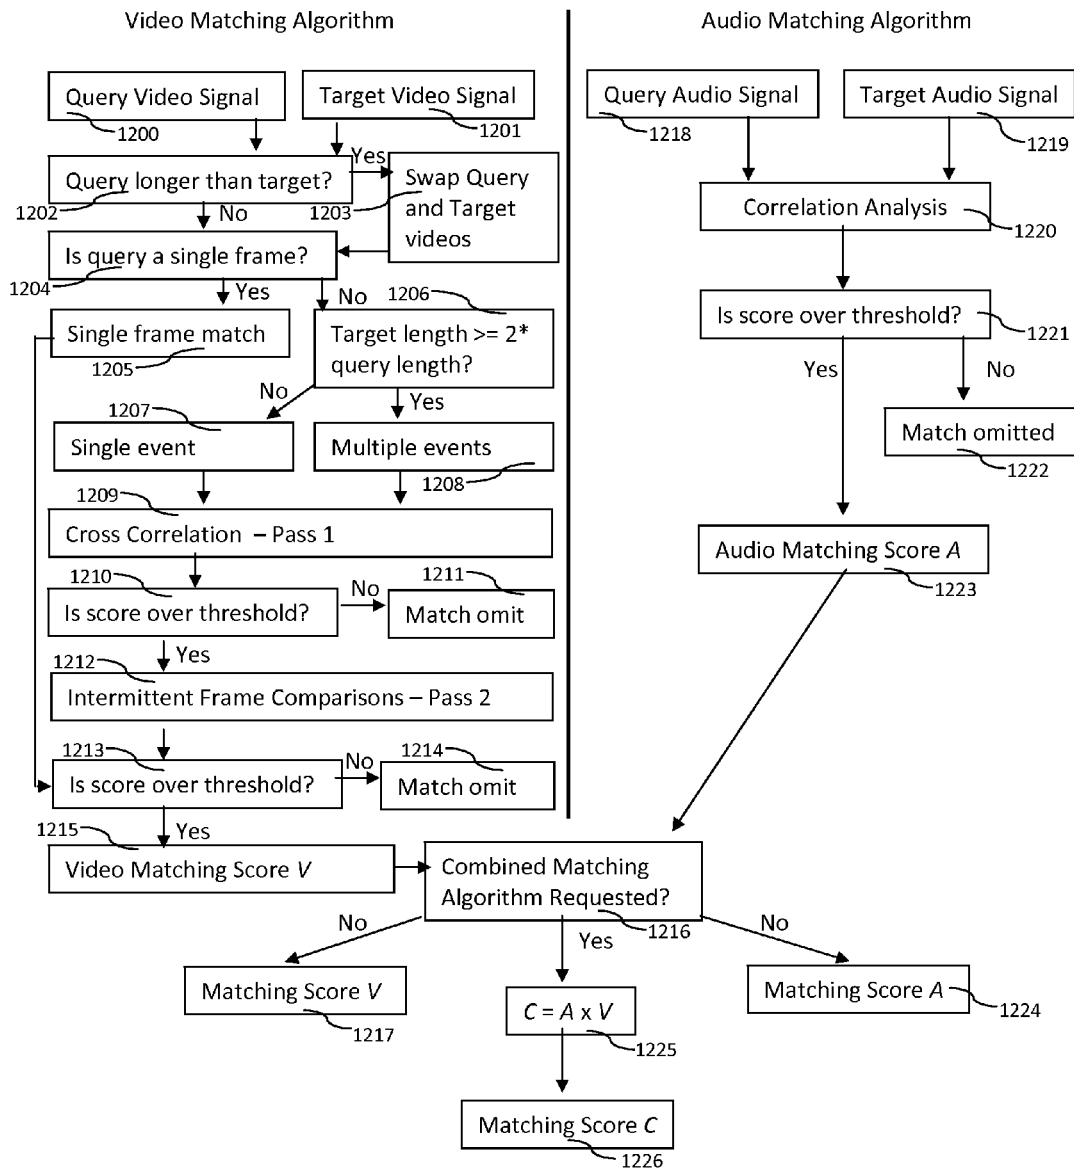 Video Matching Algorithm
Audio Matching Algorithm
Query Video Signal
1200
Target Video Signal
1201
Query longer than target?
1202
Yes
No
Swap Query
and Target
videos
1203
Is query a single frame?
1204
Yes
No
Single frame match
1205
1206
Target length >= 2*
query length?
No
Yes
1207
Single event
Multiple events
1208
1209
Cross Correlation – Pass 1
1210
Is score over threshold?
No
1211
Match omit
Yes
1212
Intermittent Frame Comparisons – Pass 2
1213
Is score over threshold?
No
1214
Match omit
Yes
1215
Video Matching Score V
Query Audio Signal
1218
Target Audio Signal
1219
Correlation Analysis
1220
Is score over threshold?
1221
Yes
No
Match omitted
1222
Audio Matching Score A
1223
Combined Matching
Algorithm Requested?
1216
No
Yes
No
Matching Score V
1217
C = A x V
1225
Matching Score A
1224
Matching Score C
1226